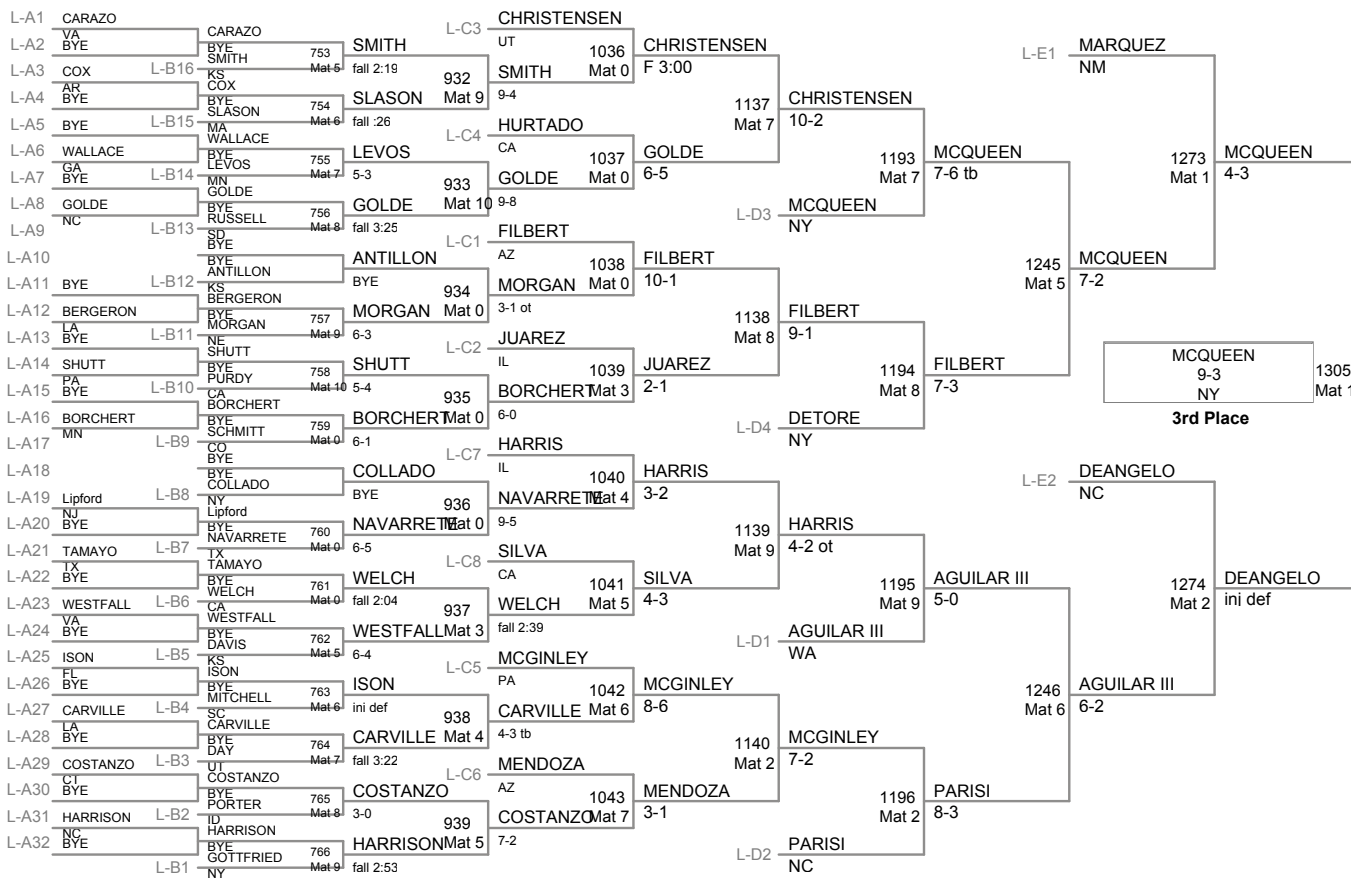 L-A1 CARAZO
VA
L-A2 BYE
L-A3 COX
AR
L-A4 BYE
L-A5 BYE
L-A6 WALLACE
GA
L-A7 BYE
L-A8 GOLDE
NC
L-A9
L-A10
L-A11 BYE
L-A12 BERGERON
LA
L-A13 BYE
L-A14 SHUTT
PA
L-A15 BYE
L-A16 BORCHERT
MN
L-A17
L-A18
L-A19 Lipford
NJ
L-A20 BYE
L-A21 TAMAYO
TX
L-A22 BYE
L-A23 WESTFALL
VA
L-A24 BYE
L-A25 ISON
FL
L-A26 BYE
L-A27 CARVILLE
LA
L-A28 BYE
L-A29 COSTANZO
CT
L-A30 BYE
L-A31 HARRISON
NC
L-A32 BYE
CARAZO
BYE
L-B16 SMITH
KS
753
Mat 5
COX
BYE
L-B15 SLASON
MA
754
Mat 6
WALLACE
BYE
L-B14 LEVOS
MN
755
Mat 7
GOLDE
BYE
L-B13 RUSSELL
SD
756
Mat 8
BYE
BYE
L-B12 ANTILLON
KS
BERGERON
BYE
L-B11 MORGAN
NE
757
Mat 9
SHUTT
BYE
L-B10 PURDY
CA
758
Mat 10
BORCHERT
BYE
L-B9 SCHMITT
CO
759
Mat 0
BYE
BYE
L-B8 COLLADO
NY
Lipford
BYE
L-B7 NAVARRETE
TX
760
Mat 0
TAMAYO
BYE
L-B6 WELCH
CA
761
Mat 0
WESTFALL
BYE
L-B5 DAVIS
KS
762
Mat 5
ISON
BYE
L-B4 MITCHELL
SC
763
Mat 6
CARVILLE
BYE
L-B3 DAY
UT
764
Mat 7
COSTANZO
BYE
L-B2 PORTER
ID
765
Mat 8
HARRISON
BYE
L-B1 GOTTFRIED
NY
766
Mat 9
SMITH
fall 2:19
932
Mat 9
SLASON
fall :26
LEVOS
5-3
933
Mat 10
GOLDE
fall 3:25
ANTILLON
BYE
934
Mat 0
MORGAN
6-3
SHUTT
5-4
935
Mat 0
BORCHERT
6-1
COLLADO
BYE
936
Mat 0
NAVARRETE
6-5
WELCH
fall 2:04
937
Mat 3
WESTFALL
6-4
ISON
inj def
938
Mat 4
CARVILLE
fall 3:22
COSTANZO
3-0
939
Mat 5
HARRISON
fall 2:53
L-C3 CHRISTENSEN
UT
1036
Mat 0
SMITH
9-4
L-C4 HURTADO
CA
1037
Mat 0
GOLDE
9-8
L-C1 FILBERT
AZ
1038
Mat 0
MORGAN
3-1 ot
L-C2 JUAREZ
IL
1039
Mat 3
BORCHERT
6-0
L-C7 HARRIS
IL
1040
Mat 4
NAVARRETE
9-5
L-C8 SILVA
CA
1041
Mat 5
WELCH
fall 2:39
L-C5 MCGINLEY
PA
1042
Mat 6
CARVILLE
4-3 tb
L-C6 MENDOZA
AZ
1043
Mat 7
COSTANZO
7-2
CHRISTENSEN
F 3:00
1137
Mat 7
GOLDE
6-5
FILBERT
10-1
1138
Mat 8
JUAREZ
2-1
HARRIS
3-2
1139
Mat 9
SILVA
4-3
MCGINLEY
8-6
1140
Mat 2
MENDOZA
3-1
CHRISTENSEN
10-2
1193
Mat 7
L-D3 MCQUEEN
NY
FILBERT
9-1
1194
Mat 8
L-D4 DETORE
NY
HARRIS
4-2 ot
1195
Mat 9
L-D1 AGUILAR III
WA
MCGINLEY
7-2
1196
Mat 2
L-D2 PARISI
NC
MCQUEEN
7-6 tb
1245
Mat 5
FILBERT
7-3
AGUILAR III
5-0
1246
Mat 6
PARISI
8-3
L-E1 MARQUEZ
NM
1273
Mat 1
MCQUEEN
7-2
L-E2 DEANGELO
NC
1274
Mat 2
AGUILAR III
6-2
MCQUEEN
4-3
MCQUEEN
9-3
NY
1305
Mat 1
3rd Place
DEANGELO
inj def